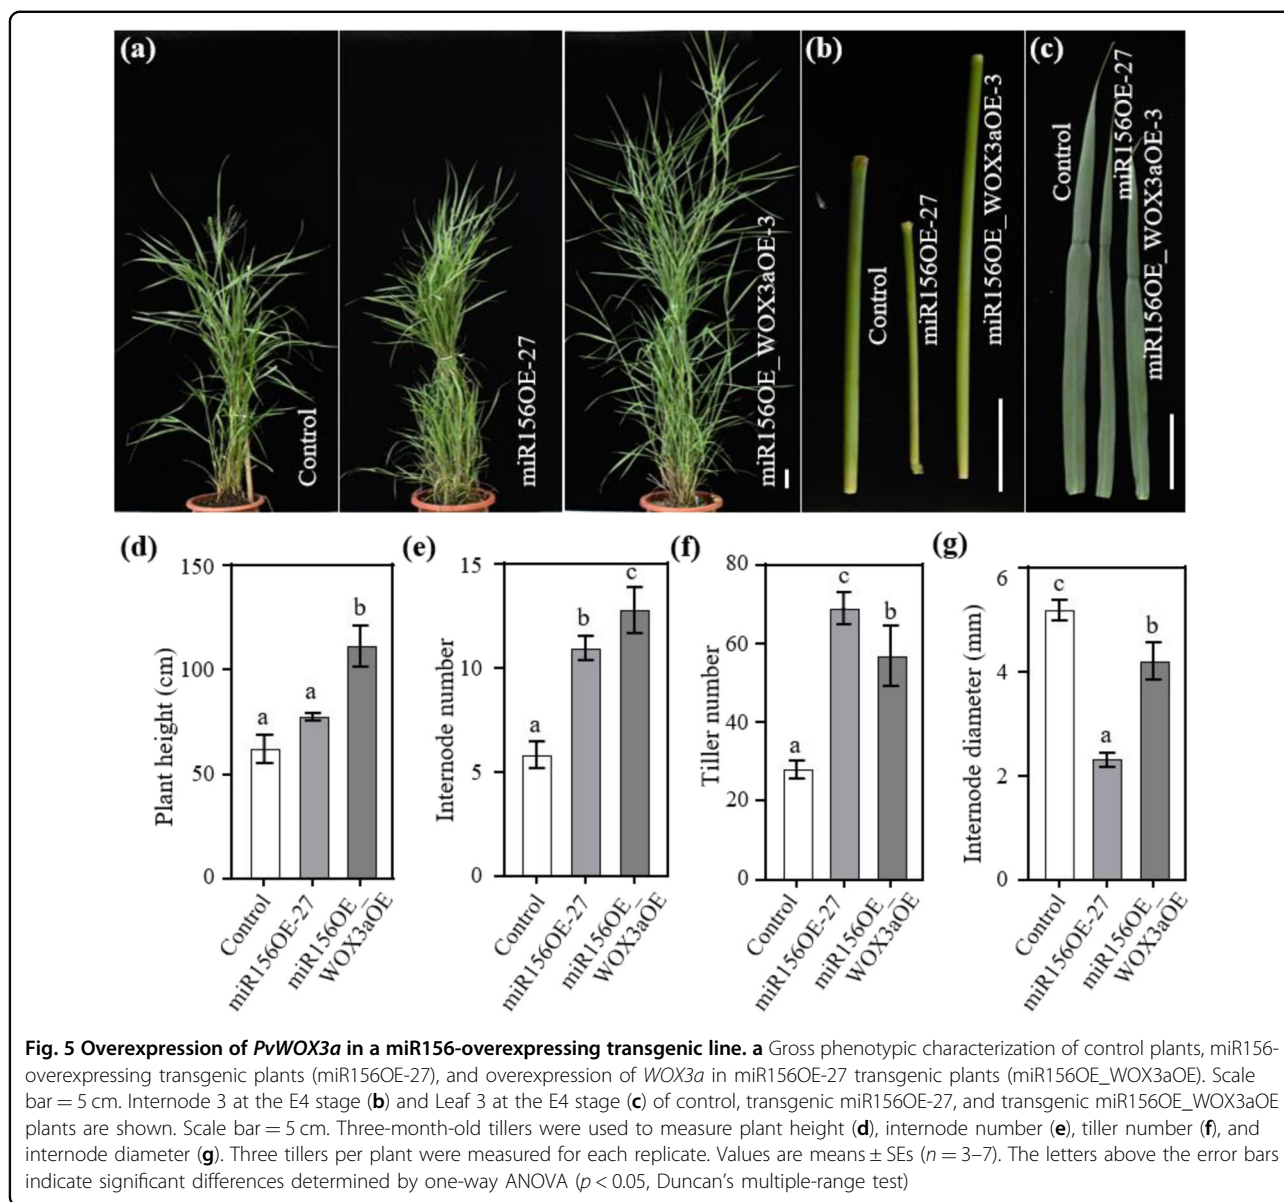 (a)
Control
miR156OE-27
miR156OE_WOX3aOE-3
(b)
Control
miR156OE-27
miR156OE_WOX3aOE-3
(c)
Control
miR156OE-27
miR156OE_WOX3aOE-3
(d)
Plant height (cm)
150
100
50
0
a
a
b
Control
miR156OE-27
miR156OE_
WOX3aOE
(e)
Internode number
15
10
5
0
a
b
c
Control
miR156OE-27
miR156OE_
WOX3aOE
(f)
Tiller number
80
60
40
20
0
a
c
b
Control
miR156OE-27
miR156OE_
WOX3aOE
(g)
Internode diameter (mm)
6
4
2
0
c
a
b
Control
miR156OE-27
miR156OE_
WOX3aOE
Fig. 5 Overexpression of PvWOX3a in a miR156-overexpressing transgenic line. a Gross phenotypic characterization of control plants, miR156-
overexpressing transgenic plants (miR156OE-27), and overexpression of WOX3a in miR156OE-27 transgenic plants (miR156OE_WOX3aOE). Scale
bar = 5 cm. Internode 3 at the E4 stage (b) and Leaf 3 at the E4 stage (c) of control, transgenic miR156OE-27, and transgenic miR156OE_WOX3aOE
plants are shown. Scale bar = 5 cm. Three-month-old tillers were used to measure plant height (d), internode number (e), tiller number (f), and
internode diameter (g). Three tillers per plant were measured for each replicate. Values are means ± SEs (n = 3–7). The letters above the error bars
indicate significant differences determined by one-way ANOVA (p < 0.05, Duncan's multiple-range test)